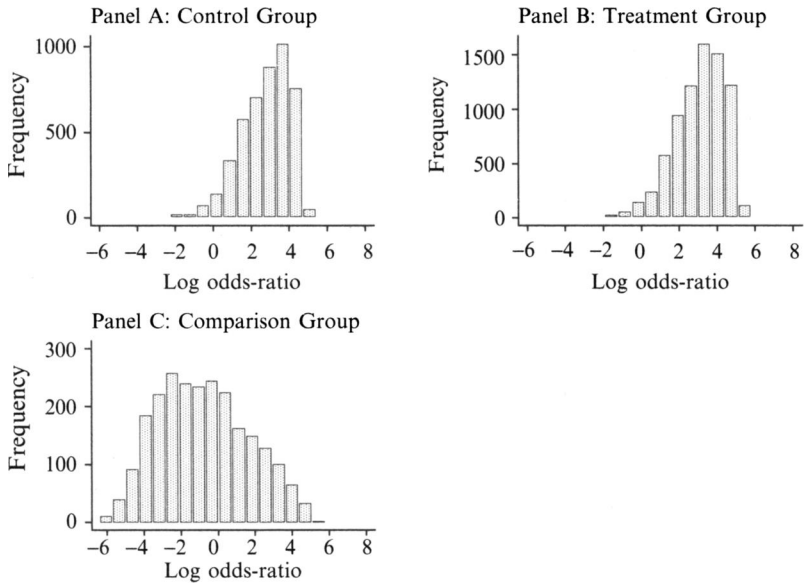 Panel A: Control Group
1000
500
0
Frequency
−6 −4 −2 0 2 4 6 8
Log odds-ratio
Panel B: Treatment Group
1500
1000
500
0
Frequency
−6 −4 −2 0 2 4 6 8
Log odds-ratio
Panel C: Comparison Group
300
200
100
0
Frequency
−6 −4 −2 0 2 4 6 8
Log odds-ratio